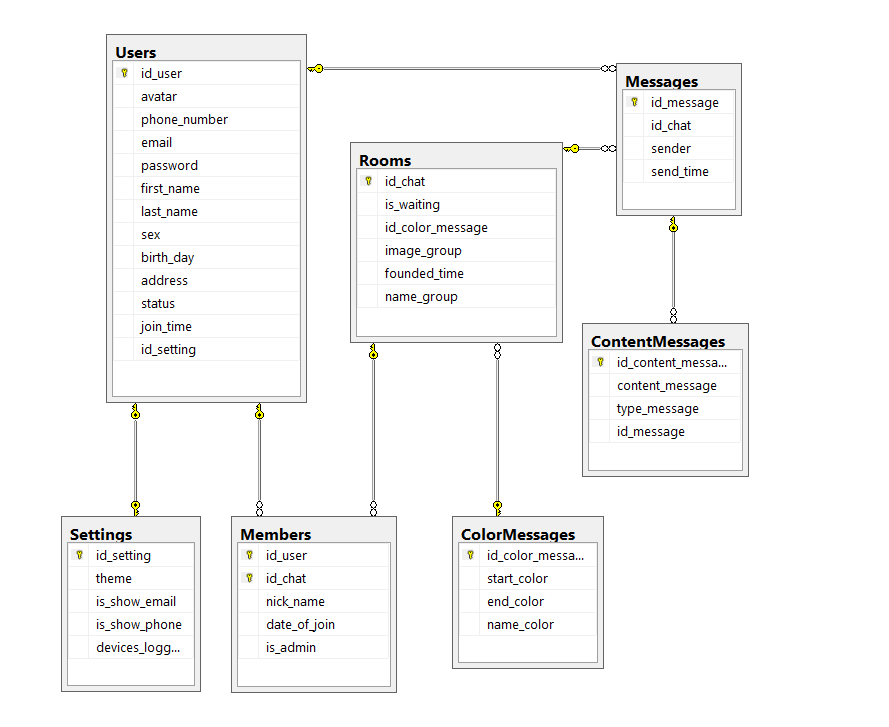 Users
id_user
avatar
phone_number
email
password
first_name
last_name
sex
birth_day
address
status
join_time
id_setting
Rooms
id_chat
is_waiting
id_color_message
image_group
founded_time
name_group
Messages
id_message
id_chat
sender
send_time
ContentMessages
id_content_messa...
content_message
type_message
id_message
Settings
id_setting
theme
is_show_email
is_show_phone
devices_logg...
Members
id_user
id_chat
nick_name
date_of_join
is_admin
ColorMessages
id_color_messa...
start_color
end_color
name_color